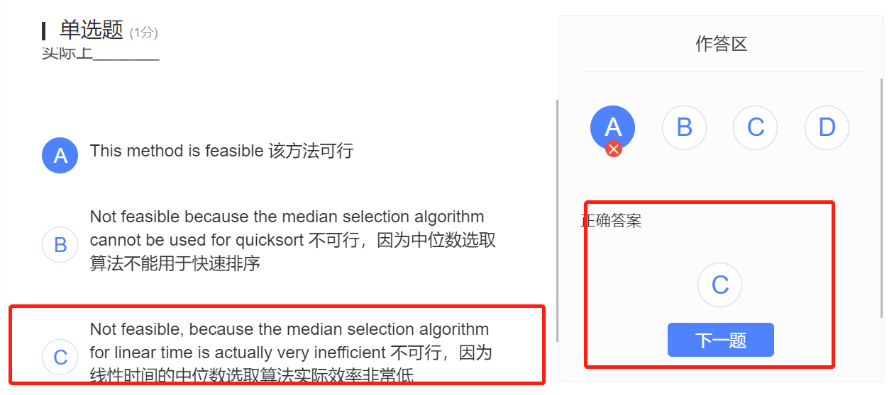 单选题 (1分)
实际上________
A This method is feasible 该方法可行
B Not feasible because the median selection algorithm
cannot be used for quicksort 不可行，因为中位数选取
算法不能用于快速排序
C Not feasible, because the median selection algorithm
for linear time is actually very inefficient 不可行，因为
线性时间的中位数选取算法实际效率非常低
作答区
A B C D
正确答案
C
下一题